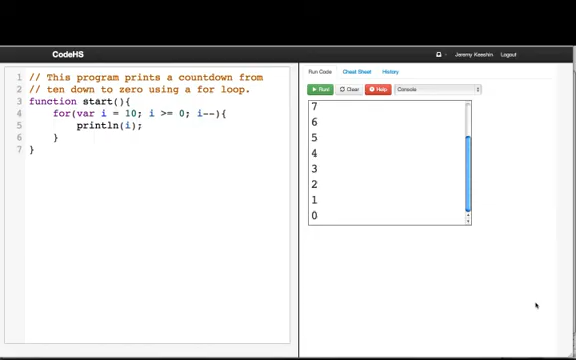 CodeHS
Jeremy Keeshin
Logout
1 // This program prints a countdown from
2 // ten down to zero using a for loop.
3 function start(){
4 for(var i = 10; i >= 0; i--){
5 println(i);
6 }
7 }
Run Code
Cheat Sheet
History
Run!
Clear
Help
Console
7
6
5
4
3
2
1
0